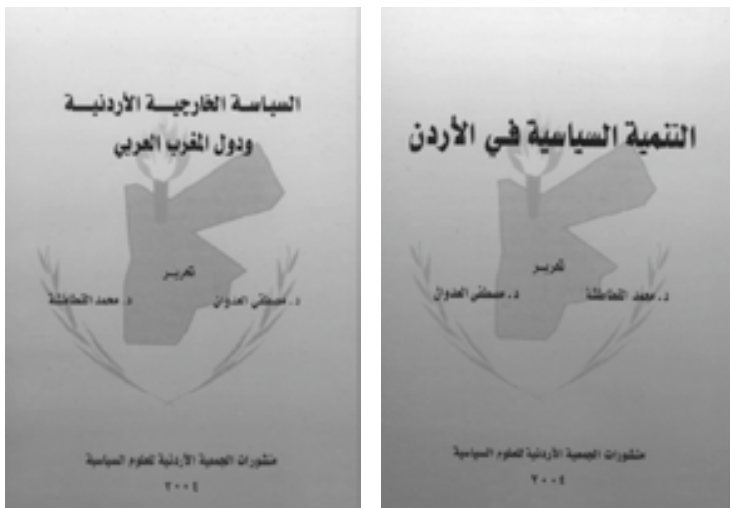 السياسة الخارجية الأردنية
ودول المغرب العربي
تحرير
د. مصطفى العدوان
د. محمد القطاطشة
منشورات الجمعية الأردنية للعلوم السياسية
٢٠٠٤
التنمية السياسية في الأردن
تحرير
د. محمد القطاطشة
د. مصطفى العدوان
منشورات الجمعية الأردنية للعلوم السياسية
٢٠٠٤